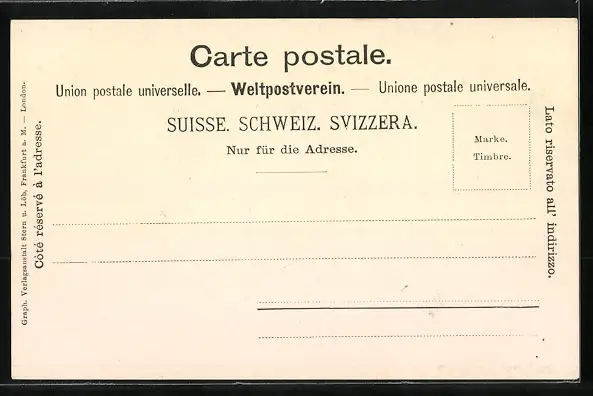 Carte postale.
Union postale universelle. — Weltpostverein. — Unione postale universale.
SUISSE. SCHWEIZ. SVIZZERA.
Nur für die Adresse.
Marke.
Timbre.
Côté réservé à l'adresse.
Graph. Verlagsanstalt Stern u. Löb, Frankfurt a. M. — London.
Lato riservato all' indirizzo.